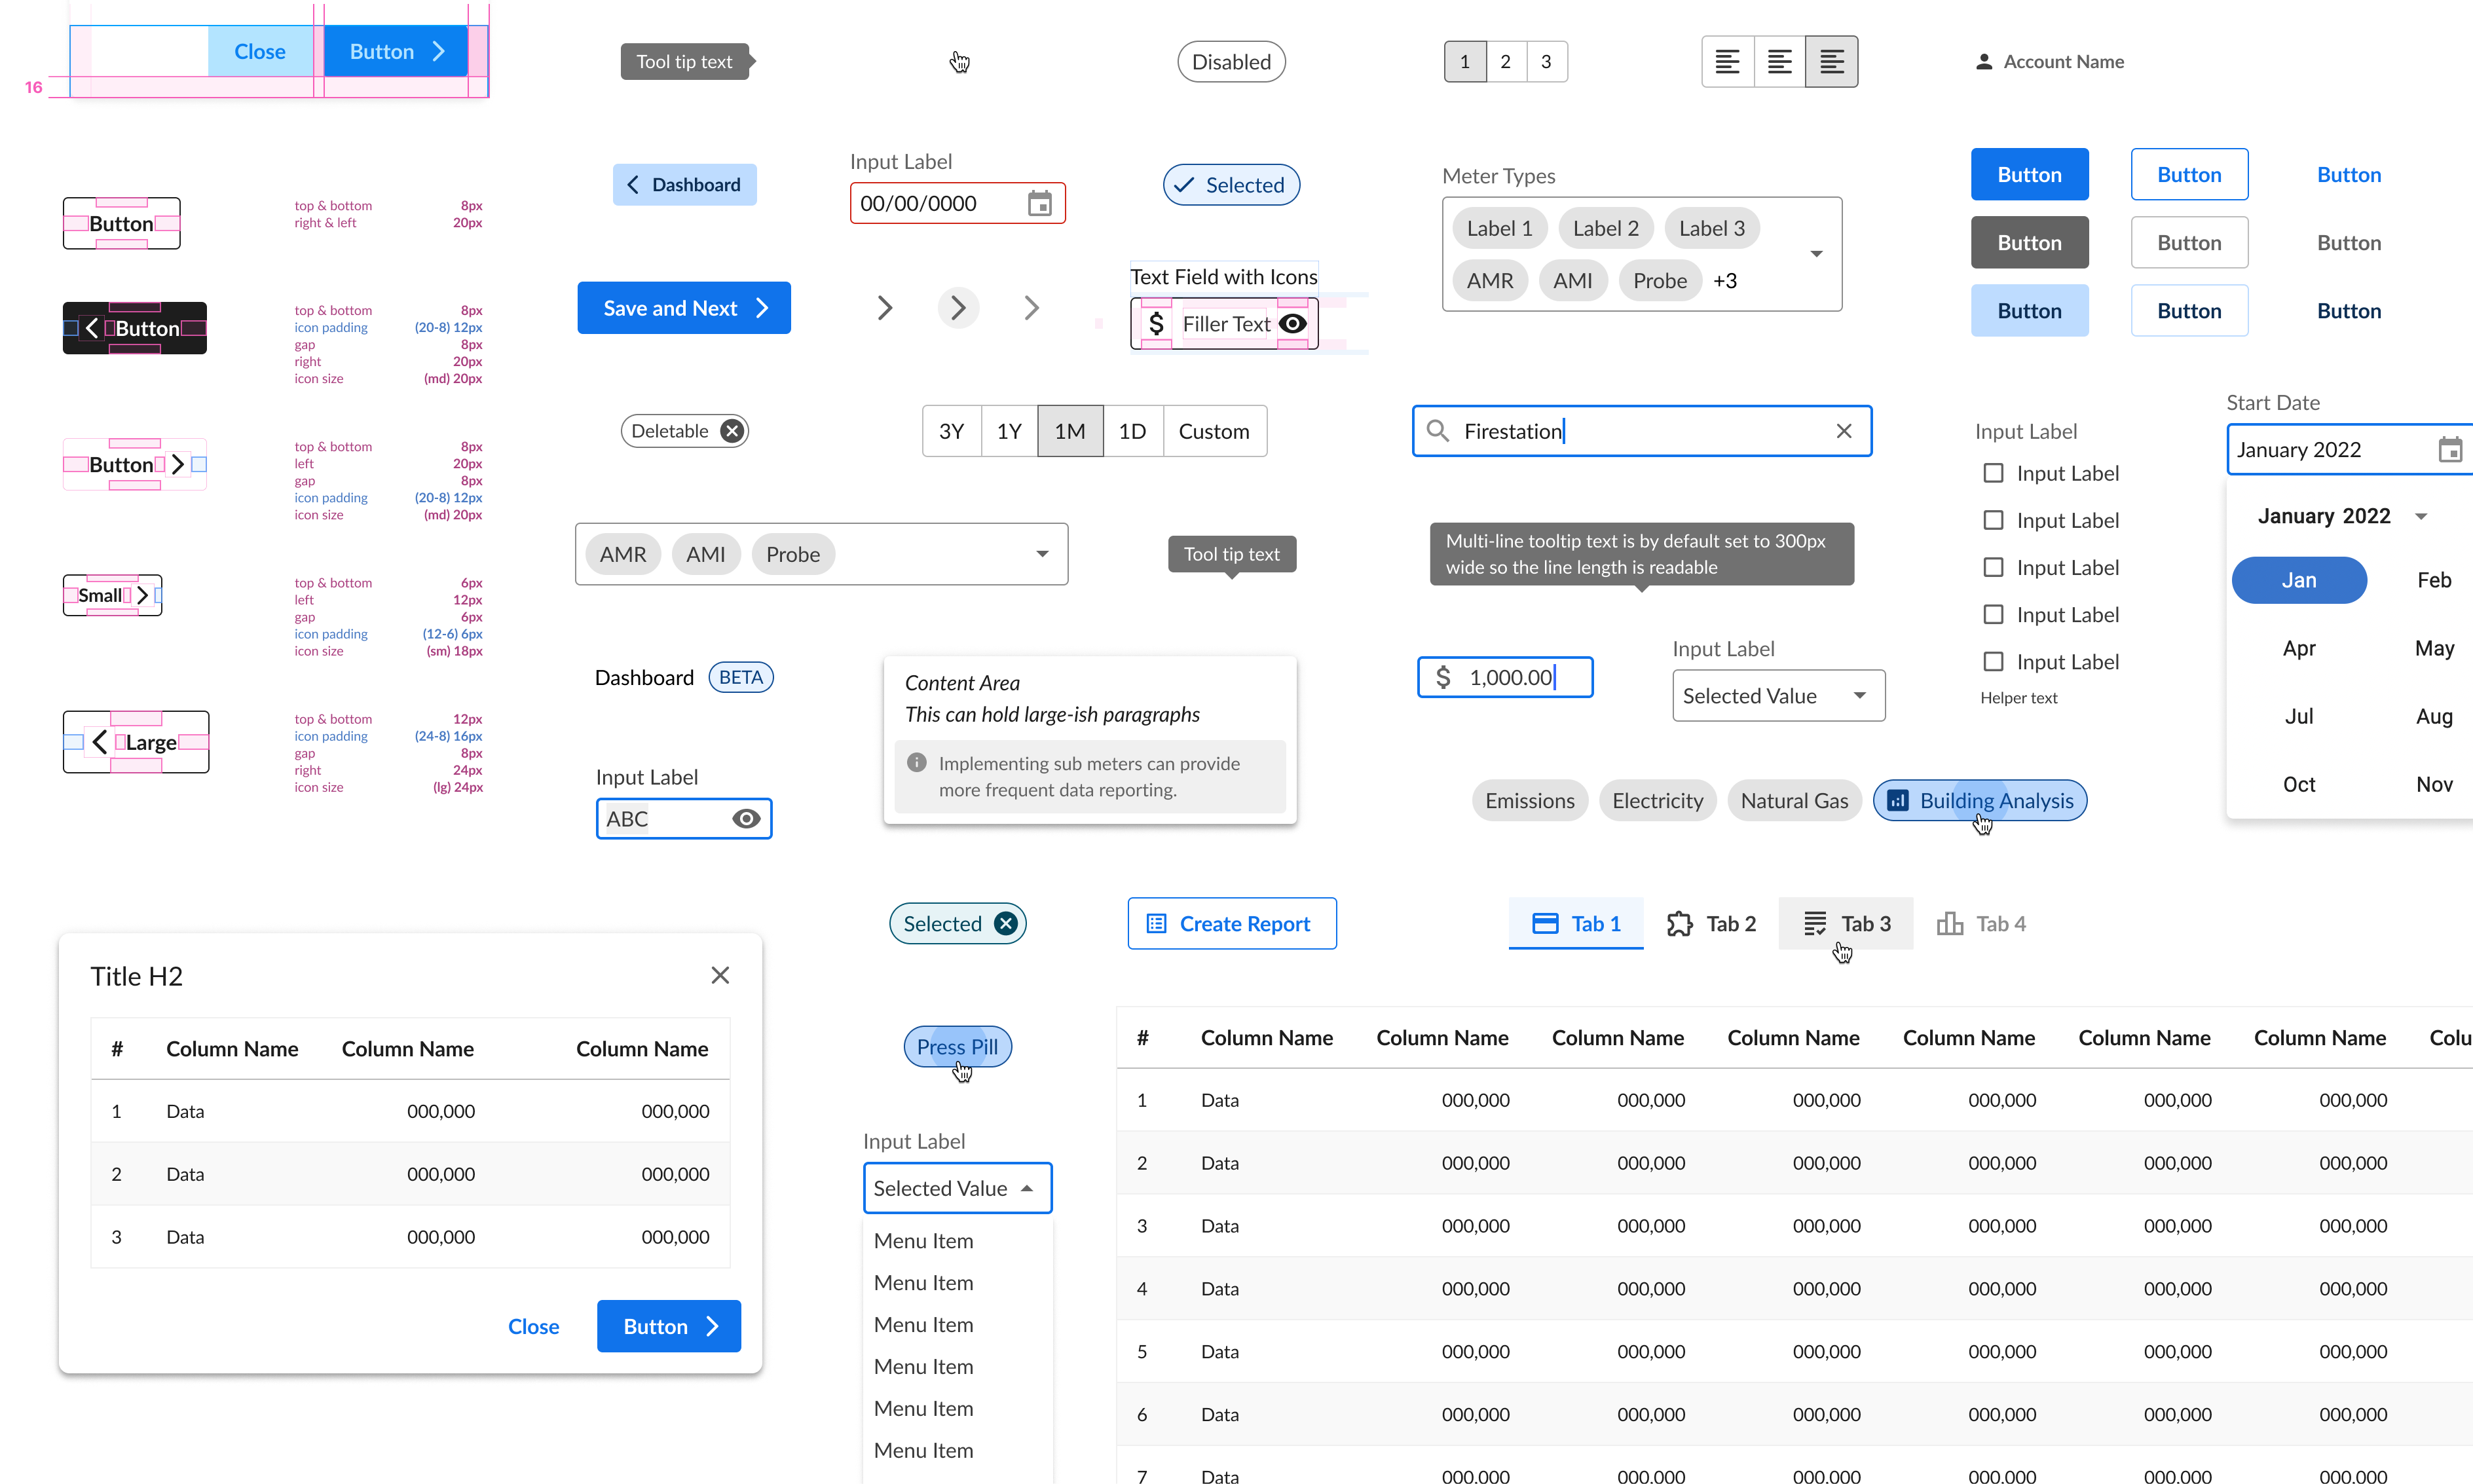 Close
Button
16
Tool tip text
Disabled
1 2 3
Account Name
Button
top & bottom 8px
right & left 20px
Button
top & bottom 8px
icon padding (20-8) 12px
gap 8px
right 20px
icon size (md) 20px
Button
top & bottom 8px
left 20px
gap 8px
icon padding (20-8) 12px
icon size (md) 20px
Small
top & bottom 6px
left 12px
gap 6px
icon padding (12-6) 6px
icon size (sm) 18px
Large
top & bottom 12px
icon padding (24-8) 16px
gap 8px
right 24px
icon size (lg) 24px
Dashboard
Input Label
00/00/0000
Selected
Save and Next
Text Field with Icons
$ Filler Text
Meter Types
Label 1 Label 2 Label 3
AMR AMI Probe +3
Button Button Button
Button Button Button
Button Button Button
Deletable
3Y 1Y 1M 1D Custom
Firestation
AMR AMI Probe
Tool tip text
Multi-line tooltip text is by default set to 300px
wide so the line length is readable
Input Label
Input Label
Input Label
Input Label
Input Label
Input Label
Helper text
Start Date
January 2022
January 2022
Jan Feb
Apr May
Jul Aug
Oct Nov
Dashboard BETA
Input Label
ABC
Content Area
This can hold large-ish paragraphs
Implementing sub meters can provide
more frequent data reporting.
$ 1,000.00
Input Label
Selected Value
Emissions Electricity Natural Gas Building Analysis
Selected
Create Report
Tab 1 Tab 2 Tab 3 Tab 4
Title H2
# Column Name Column Name Column Name
1 Data 000,000 000,000
2 Data 000,000 000,000
3 Data 000,000 000,000
Close
Button
Press Pill
Input Label
Selected Value
Menu Item
Menu Item
Menu Item
Menu Item
Menu Item
Menu Item
# Column Name Column Name Column Name Column Name Column Name Column Name Column Name Colu
1 Data 000,000 000,000 000,000 000,000 000,000 000,000
2 Data 000,000 000,000 000,000 000,000 000,000 000,000
3 Data 000,000 000,000 000,000 000,000 000,000 000,000
4 Data 000,000 000,000 000,000 000,000 000,000 000,000
5 Data 000,000 000,000 000,000 000,000 000,000 000,000
6 Data 000,000 000,000 000,000 000,000 000,000 000,000
7 Data 000,000 000,000 000,000 000,000 000,000 000,000